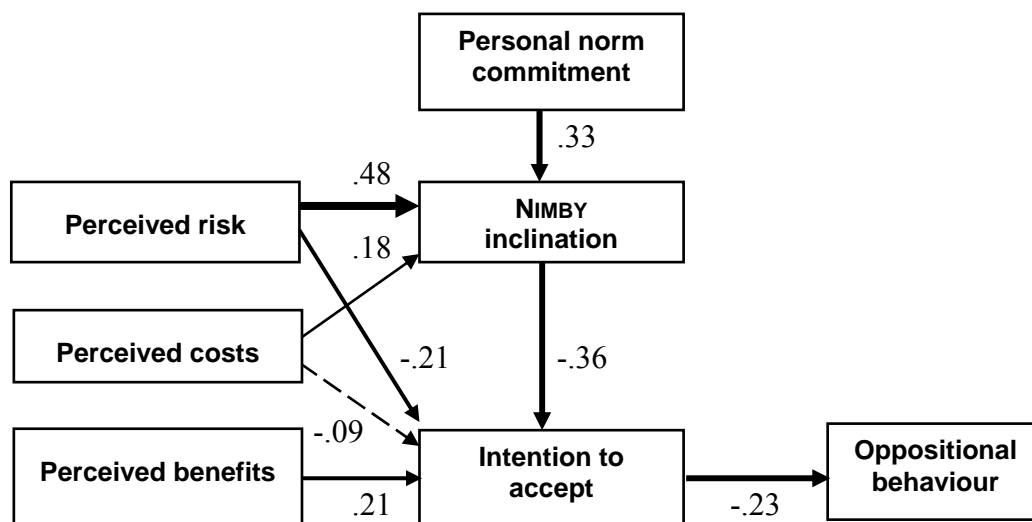 Personal norm
commitment
.33
.48
Perceived risk
NIMBY
inclination
.18
Perceived costs
-.21
-.36
-.09
Perceived benefits
.21
Intention to
accept
-.23
Oppositional
behaviour